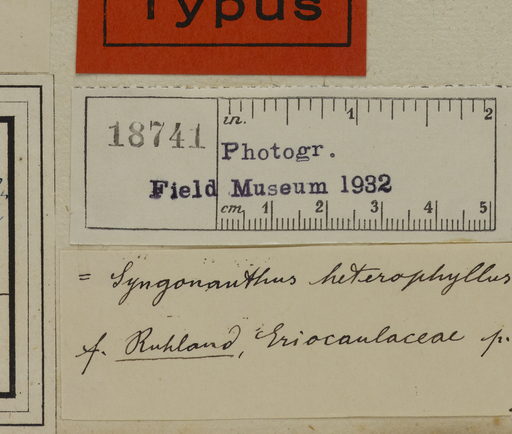 Typus
in. 1 2
18741
Photogr.
Field Museum 1932
cm 1 2 3 4 5
= Syngonanthus heterophyllus
f. Ruhland, Eriocaulaceae p.